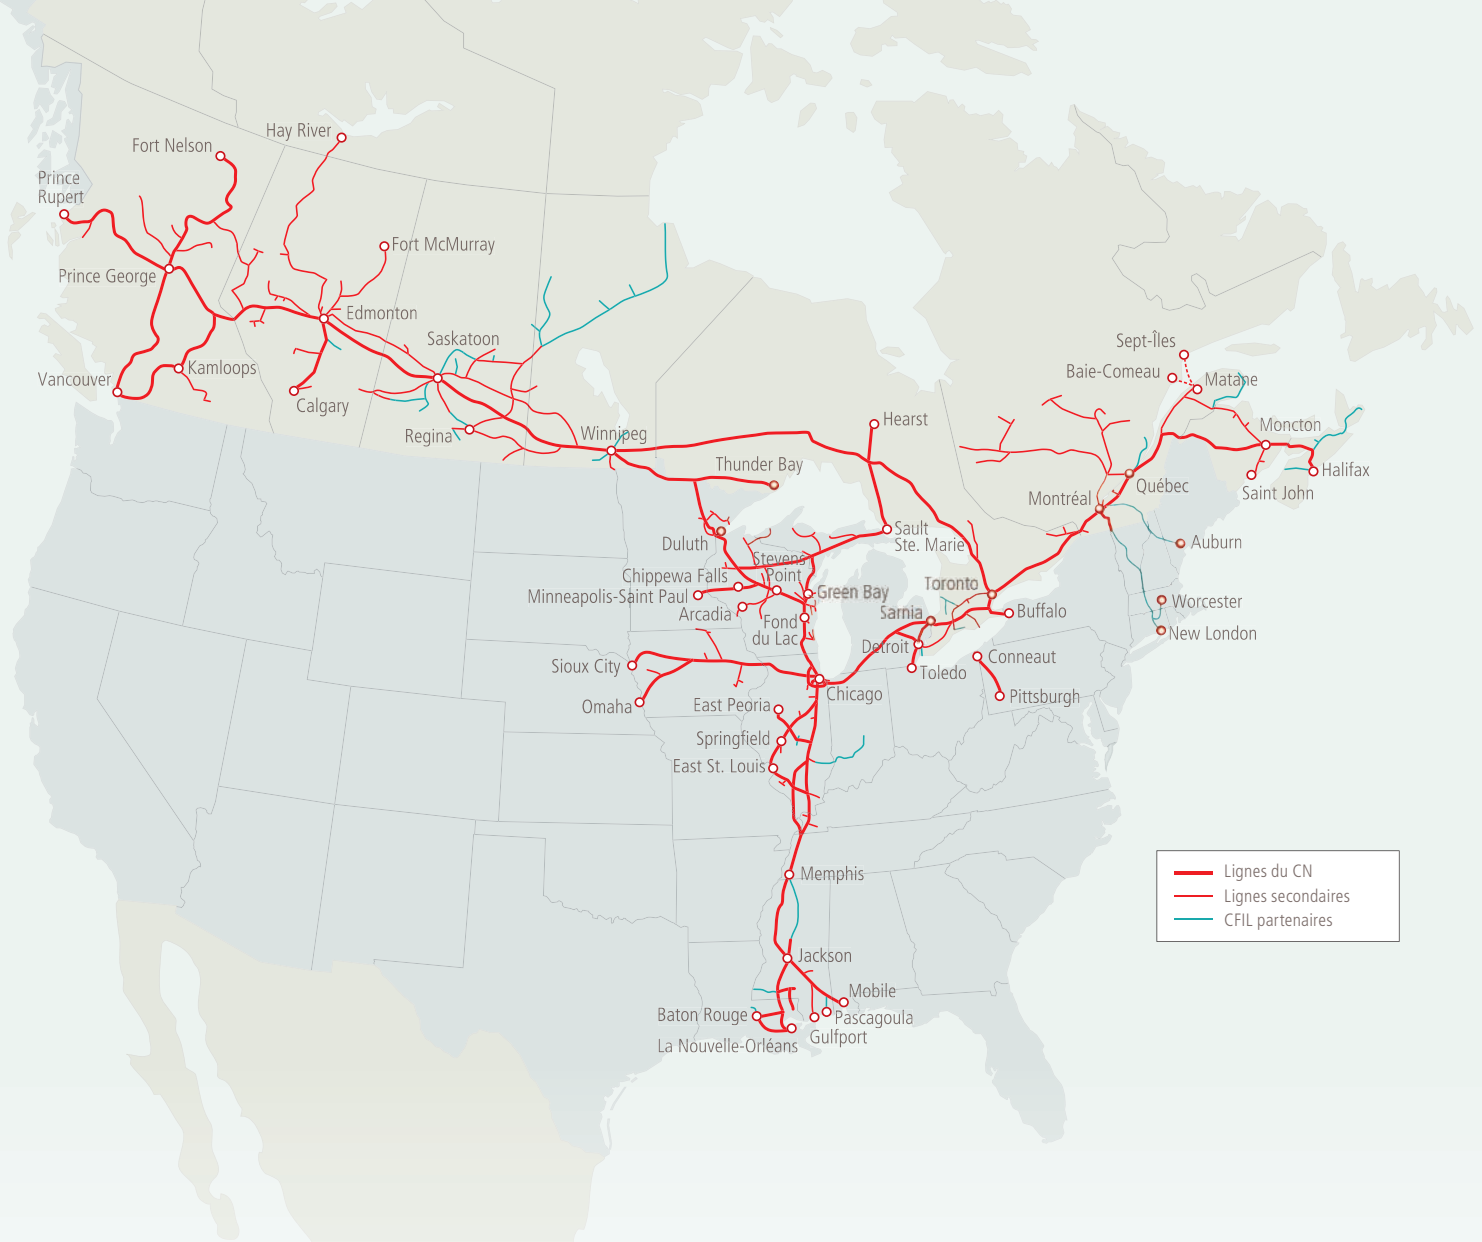 Hay River
Fort Nelson
Prince
Rupert
Fort McMurray
Prince George
Edmonton
Saskatoon
Sept-Îles
Baie-Comeau
Matane
Kamloops
Vancouver
Calgary
Hearst
Moncton
Regina
Winnipeg
Thunder Bay
Halifax
Québec
Saint John
Montréal
Sault
Ste. Marie
Duluth
Auburn
Stevens
Point
Chippewa Falls
Minneapolis-Saint Paul
Green Bay
Toronto
Worcester
Arcadia
Sarnia
Buffalo
Fond
du Lac
New London
Detroit
Conneaut
Sioux City
Toledo
Chicago
Pittsburgh
Omaha
East Peoria
Springfield
East St. Louis
Memphis
Lignes du CN
Lignes secondaires
CFIL partenaires
Jackson
Mobile
Baton Rouge
Pascagoula
Gulfport
La Nouvelle-Orléans